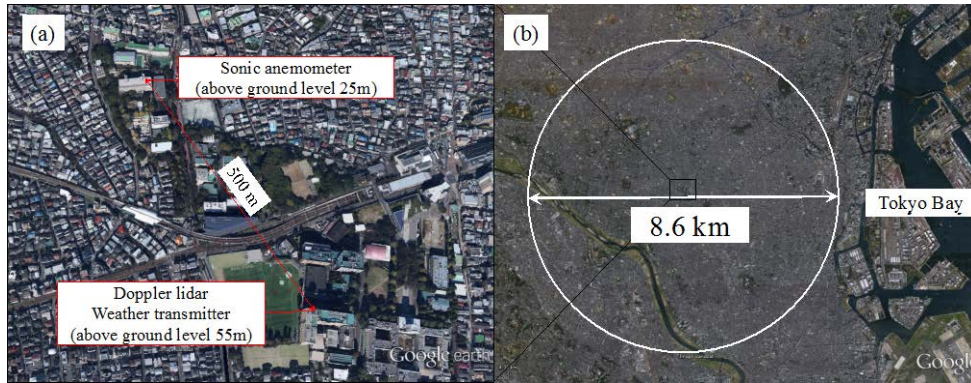 (a)
Sonic anemometer
(above ground level 25m)
500 m
Doppler lidar
Weather transmitter
(above ground level 55m)
Google earth
(b)
8.6 km
Tokyo Bay
Google